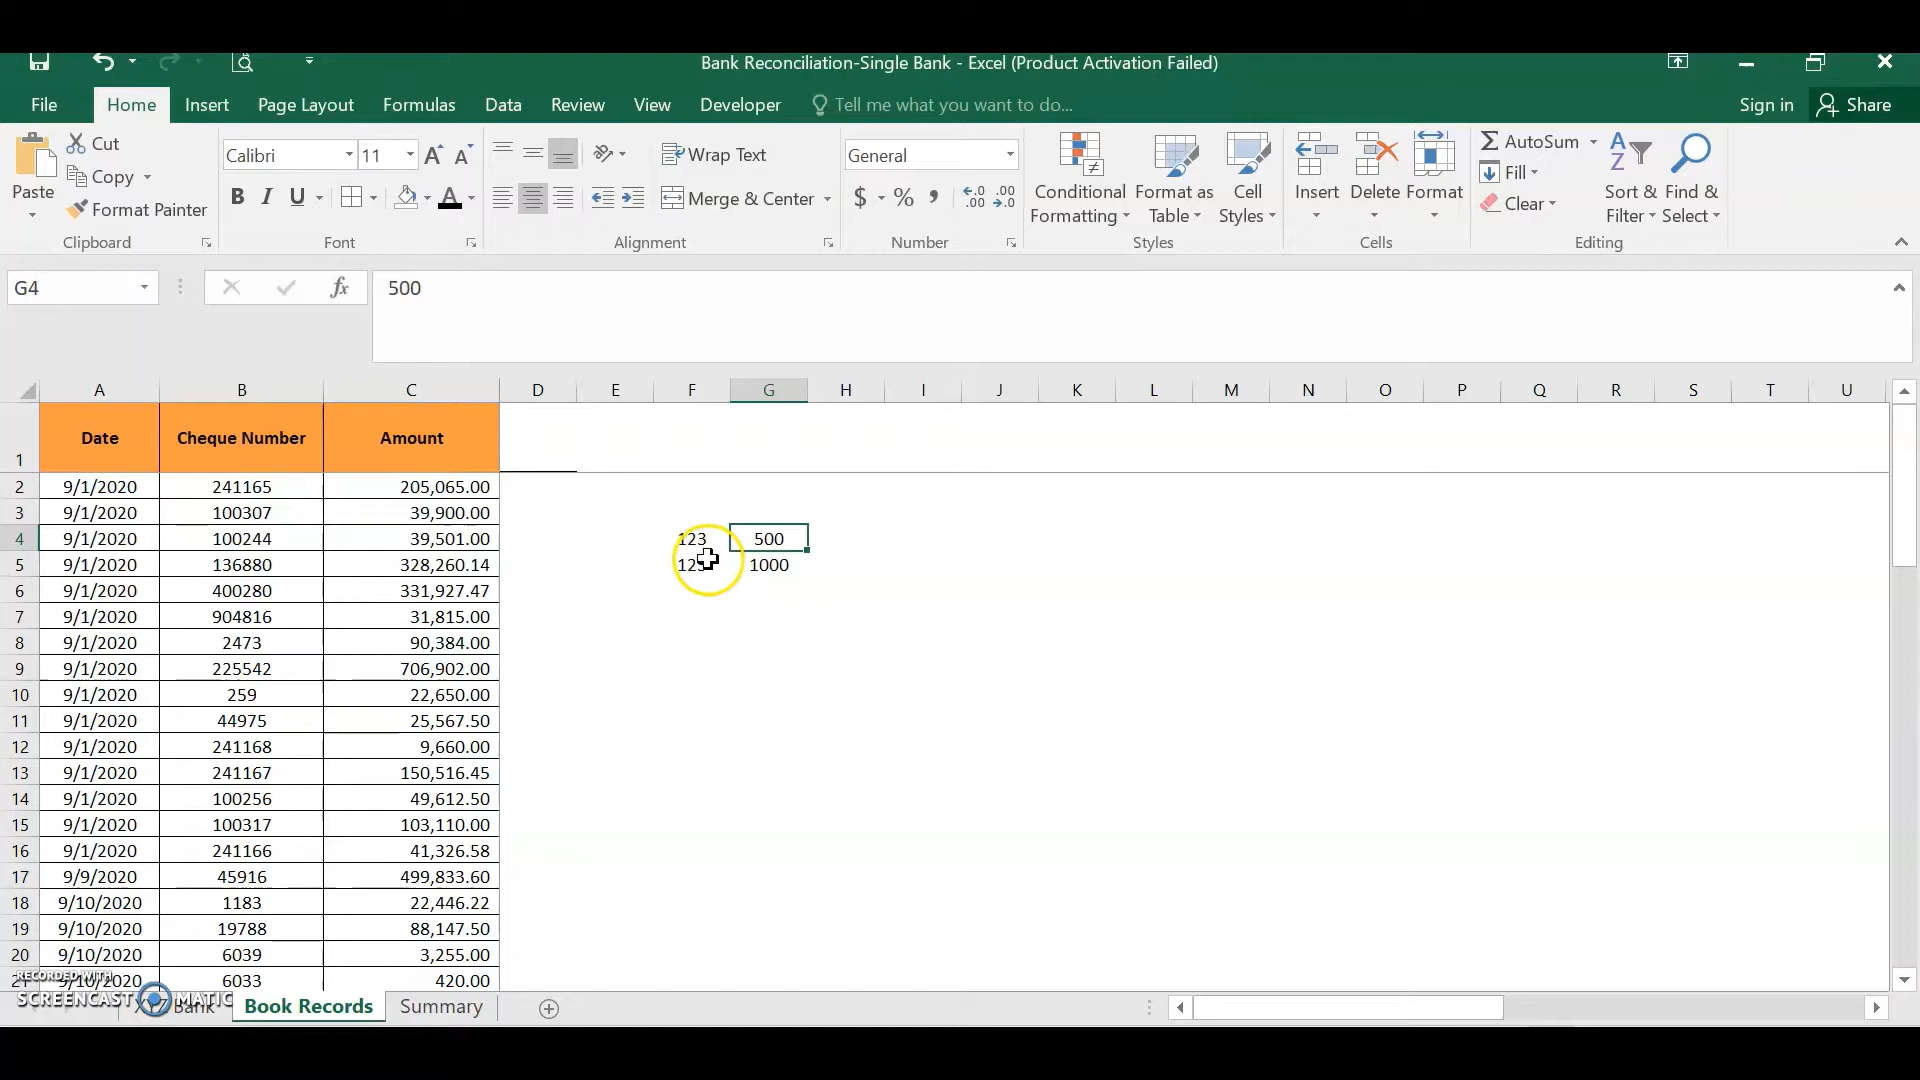 Bank Reconciliation-Single Bank - Excel (Product Activation Failed)
File Home Insert Page Layout Formulas Data Review View Developer Tell me what you want to do... Sign in Share
Paste Cut Copy Format Painter Clipboard
Calibri 11 B I U A Font
Wrap Text Merge & Center Alignment
General $ % , Number
Conditional Formatting Format as Table Cell Styles Styles
Insert Delete Format Cells
AutoSum Fill Clear Sort & Filter Find & Select Editing
G4 fx 500
A B C D E F G H I J K L M N O P Q R S T U
1 Date Cheque Number Amount
2 9/1/2020 241165 205,065.00
3 9/1/2020 100307 39,900.00
4 9/1/2020 100244 39,501.00 123 500
5 9/1/2020 136880 328,260.14 1000
6 9/1/2020 400280 331,927.47
7 9/1/2020 904816 31,815.00
8 9/1/2020 2473 90,384.00
9 9/1/2020 225542 706,902.00
10 9/1/2020 259 22,650.00
11 9/1/2020 44975 25,567.50
12 9/1/2020 241168 9,660.00
13 9/1/2020 241167 150,516.45
14 9/1/2020 100256 49,612.50
15 9/1/2020 100317 103,110.00
16 9/1/2020 241166 41,326.58
17 9/9/2020 45916 499,833.60
18 9/10/2020 1183 22,446.22
19 9/10/2020 19788 88,147.50
20 9/10/2020 6039 3,255.00
21 9/10/2020 6033 420.00
RECORDED WITH
SCREENCAST MATIC
XYZ Bank Book Records Summary